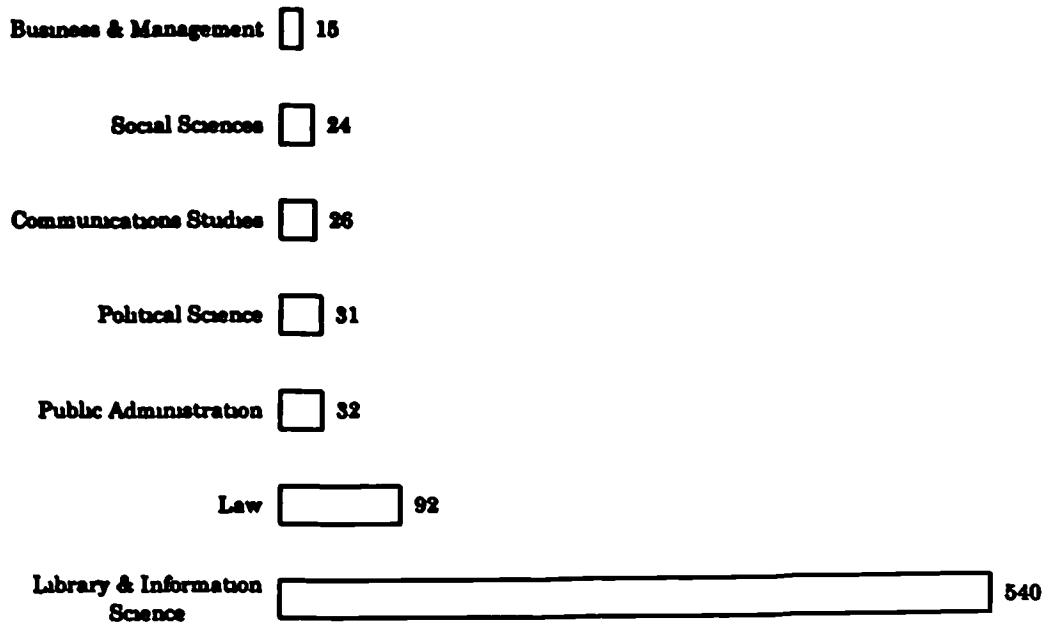 Business & Management 15
Social Sciences 24
Communications Studies 26
Political Science 31
Public Administration 32
Law 92
Library & Information
Science 540